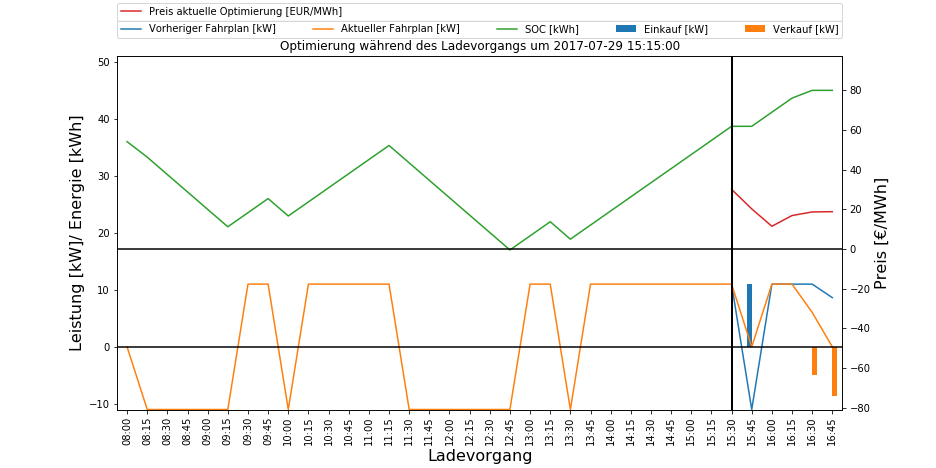 Preis aktuelle Optimierung [EUR/MWh]
Vorheriger Fahrplan [kW] Aktueller Fahrplan [kW] SOC [kWh] Einkauf [kW] Verkauf [kW]
Optimierung während des Ladevorgangs um 2017-07-29 15:15:00
Leistung [kW]/ Energie [kWh]
50
40
30
20
10
0
−10
80
60
40
20
0
−20
−40
−60
−80
Preis [€/MWh]
08:00 08:15 08:30 08:45 09:00 09:15 09:30 09:45 10:00 10:15 10:30 10:45 11:00 11:15 11:30 11:45 12:00 12:15 12:30 12:45 13:00 13:15 13:30 13:45 14:00 14:15 14:30 14:45 15:00 15:15 15:30 15:45 16:00 16:15 16:30 16:45
Ladevorgang